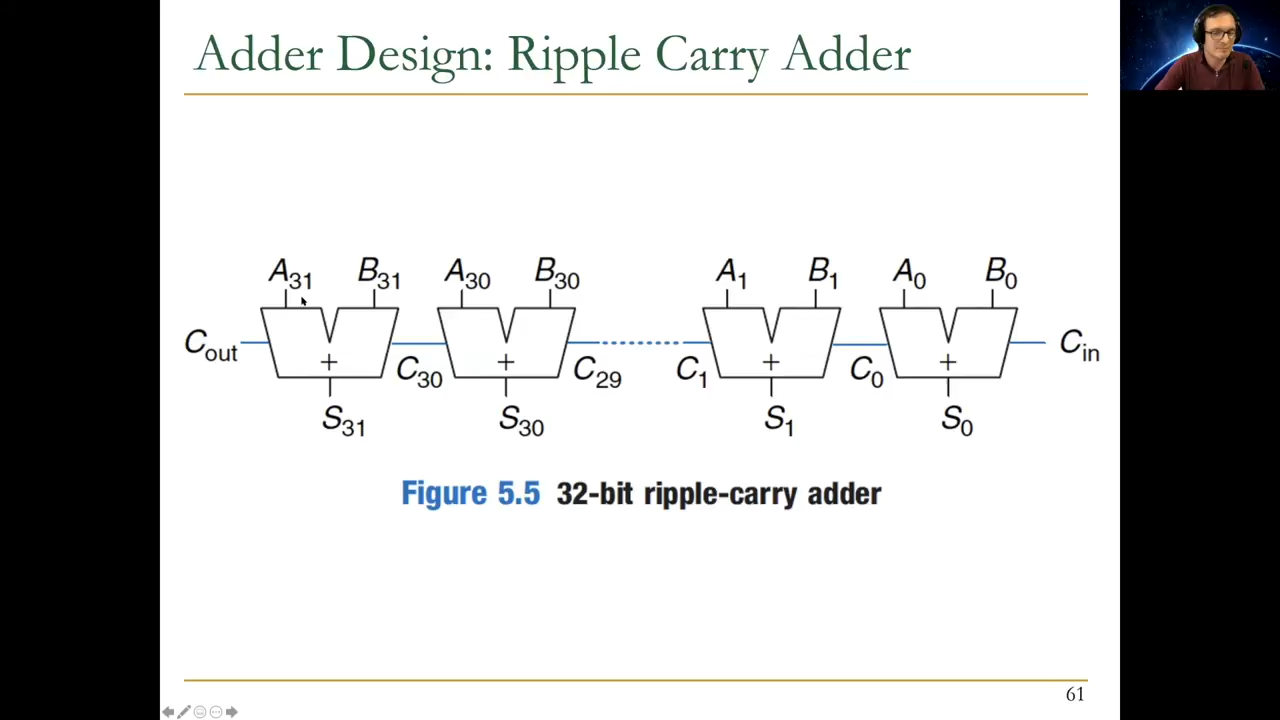 Adder Design: Ripple Carry Adder
A31 B31 A30 B30 A1 B1 A0 B0
Cout C30 C29 C1 C0 Cin
+ + + +
S31 S30 S1 S0
Figure 5.5 32-bit ripple-carry adder
61